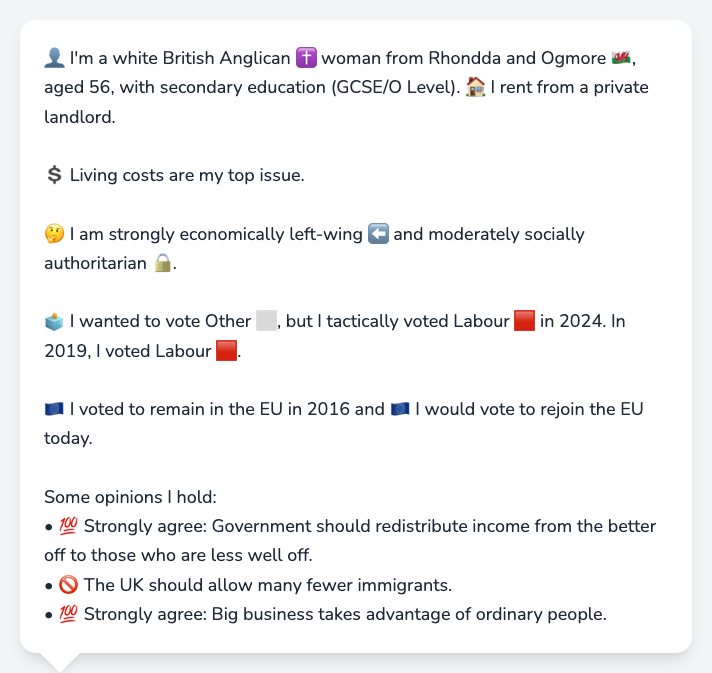 👤 I'm a white British Anglican ✝️ woman from Rhondda and Ogmore 🏴󠁧󠁢󠁷󠁬󠁳󠁿,
aged 56, with secondary education (GCSE/O Level). 🏠 I rent from a private
landlord.
💲 Living costs are my top issue.
🤔 I am strongly economically left-wing ⬅️ and moderately socially
authoritarian 🔒.
🗳️ I wanted to vote Other ⬜, but I tactically voted Labour 🟥 in 2024. In
2019, I voted Labour 🟥.
🇪🇺 I voted to remain in the EU in 2016 and 🇪🇺 I would vote to rejoin the EU
today.
Some opinions I hold:
• 💯 Strongly agree: Government should redistribute income from the better
off to those who are less well off.
• 🚫 The UK should allow many fewer immigrants.
• 💯 Strongly agree: Big business takes advantage of ordinary people.